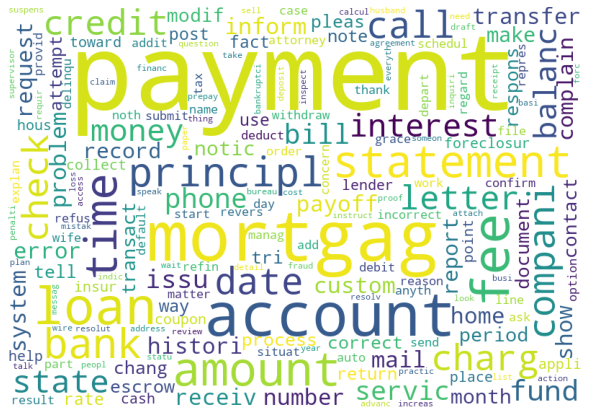 suspens
credit
modif
sell
husband
case
question
attorney
call
agreement
need
draft
transfer
supervisor
provid
toward
addit
inform
pleas
post
fact
note
schedul
make
everyth
take
receipt
request
attempt
delinqu
claim
financ
payment
respons
repres
balanc
complain
forc
requir
tax
name
prepay
bankruptci
deposit
inspect
inquiri
thank
depart
regard
basi
hous
problem
noth
submit
thing
use
withdraw
someon
file
foreclosur
money
deduct
bill
interest
check
record
collect
notic
order
paper
grace
concern
principl
statement
explan
loss
access
refus
mistak
wife
time
speak
bureau
cost
lender
work
confirm
phone
payoff
letter
penalti
start
revers
day
instruct
proof
incorrect
attach
compani
error
tell
transact
default
mortgag
fee
document
contact
option
report
point
plan
indic
manag
add
busi
loan
system
insur
refin
wait
detail
fraud
debit
reason
look
line
ask
tri
issu
date
custom
anyth
show
messag
wire
resolut
address
matter
resolv
way
coupon
review
account
home
period
help
bank
histori
process
correct
send
talk
part
peopl
chang
situat
statu
year
auto
practic
mail
place
list
action
appli
result
state
rate
escrow
cash
amount
receiv
number
return
advanc
increas
servic
month
charg
fund
calcul